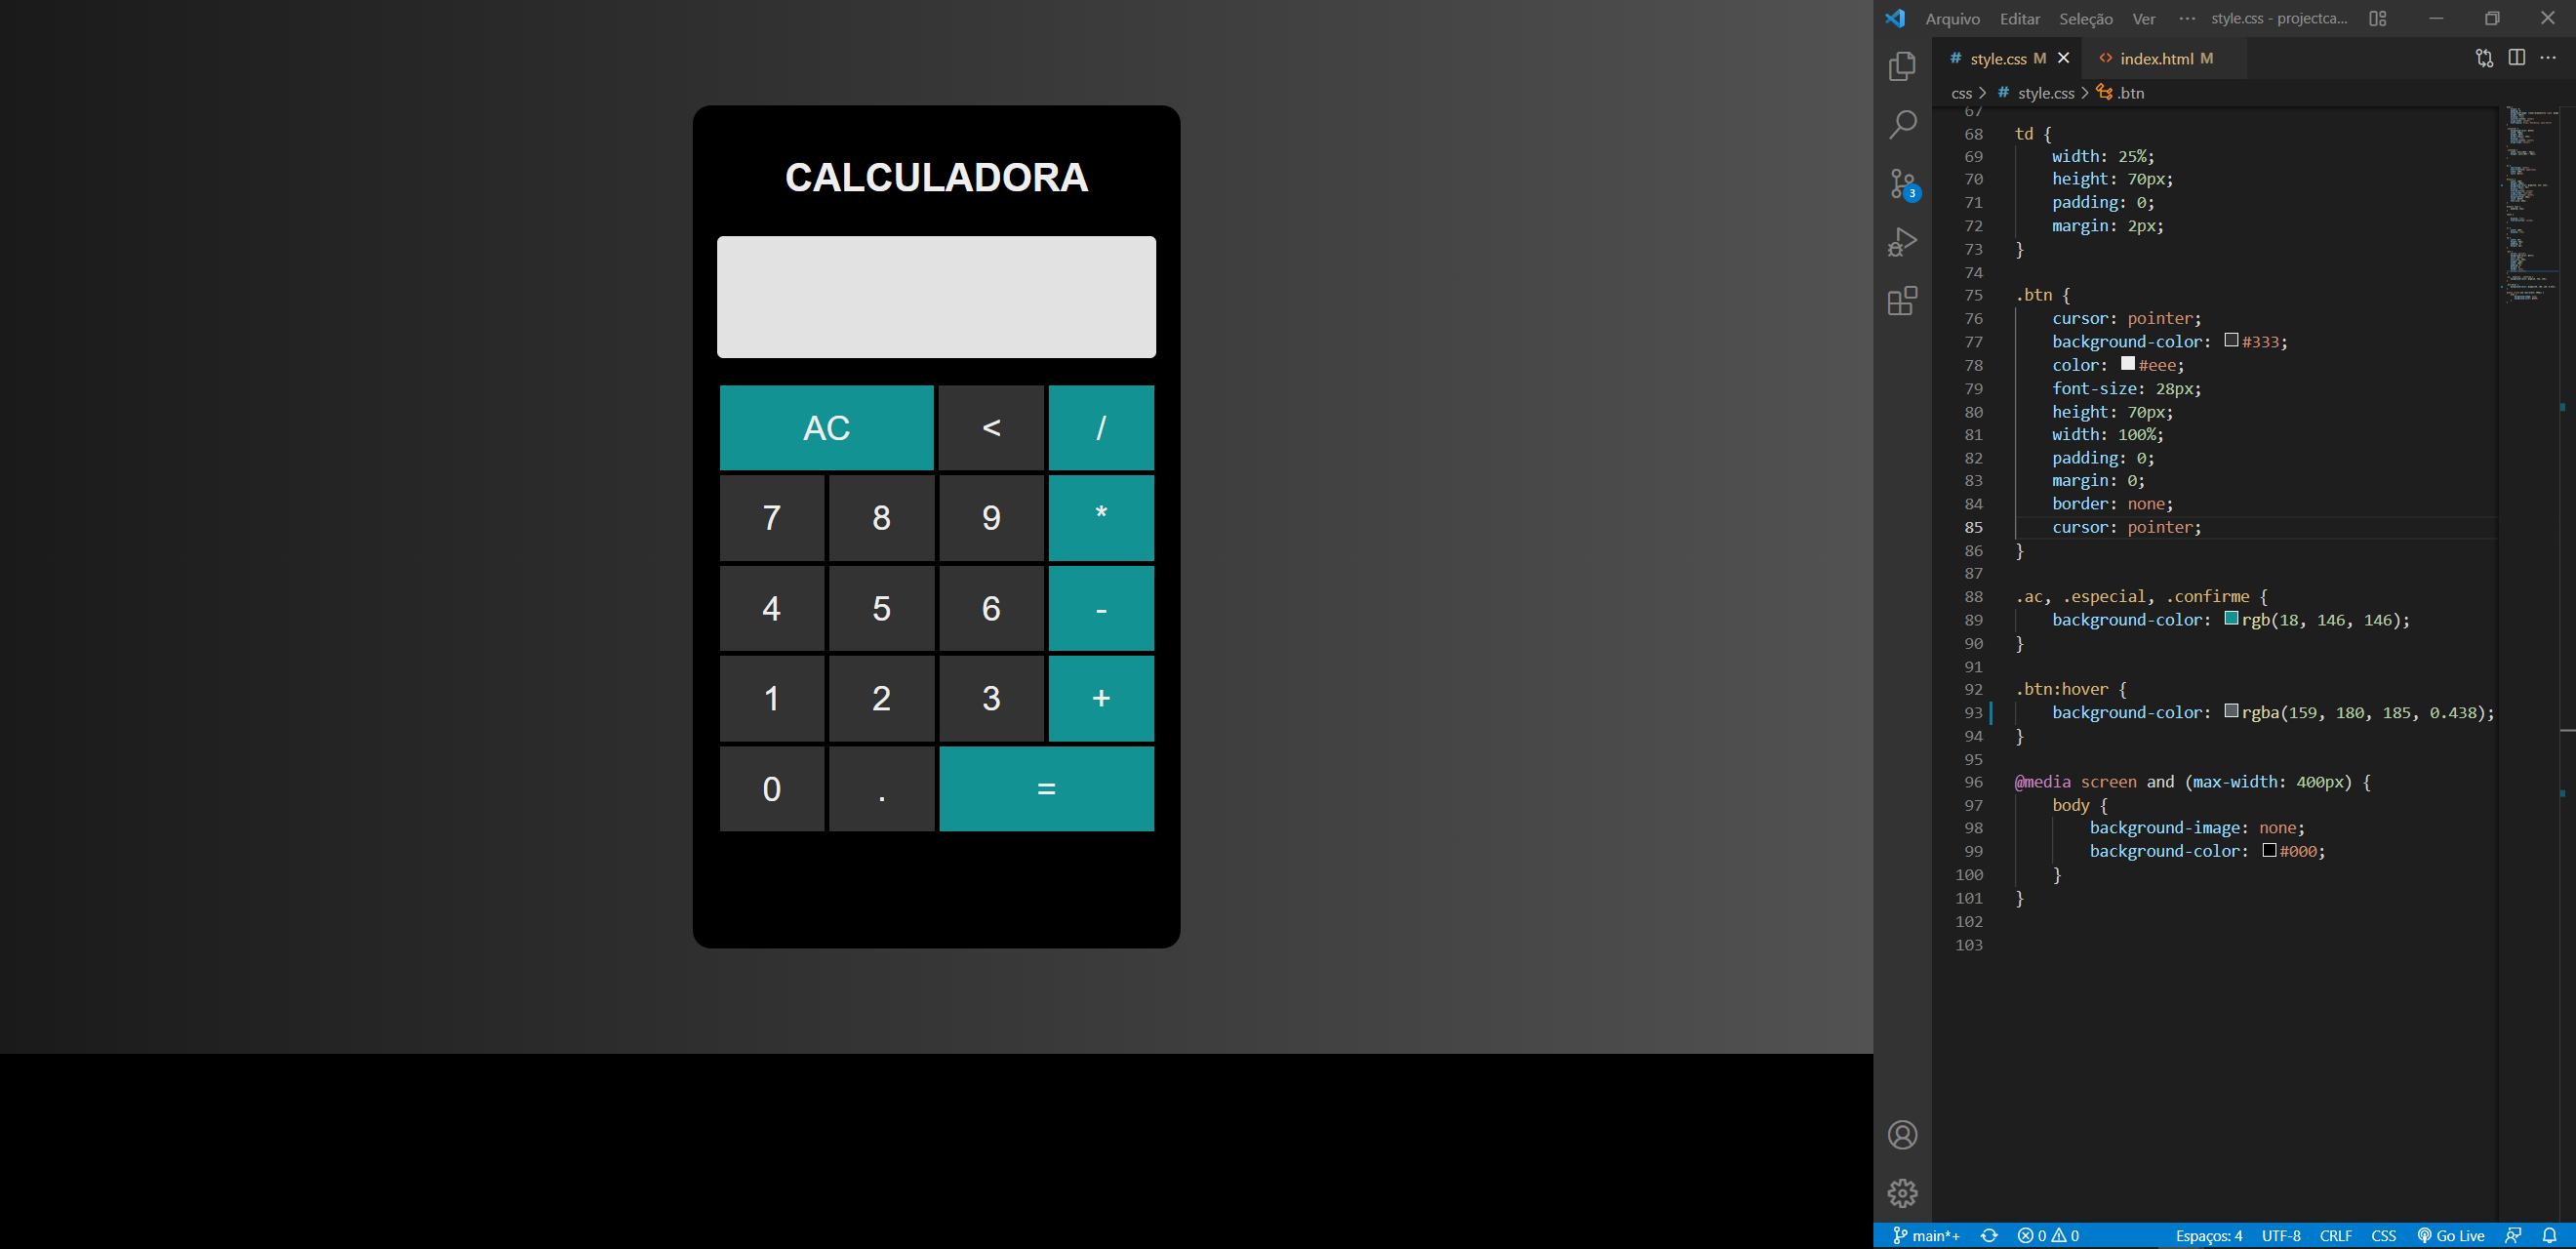 CALCULADORA
AC < /
7 8 9 *
4 5 6 -
1 2 3 +
0 . =
Arquivo Editar Seleção Ver ··· style.css - projectca...
# style.css M index.html M
css > # style.css > .btn
67
68 td {
69 width: 25%;
70 height: 70px;
71 padding: 0;
72 margin: 2px;
73 }
74
75 .btn {
76 cursor: pointer;
77 background-color: #333;
78 color: #eee;
79 font-size: 28px;
80 height: 70px;
81 width: 100%;
82 padding: 0;
83 margin: 0;
84 border: none;
85 cursor: pointer;
86 }
87
88 .ac, .especial, .confirme {
89 background-color: rgb(18, 146, 146);
90 }
91
92 .btn:hover {
93 background-color: rgba(159, 180, 185, 0.438);
94 }
95
96 @media screen and (max-width: 400px) {
97 body {
98 background-image: none;
99 background-color: #000;
100 }
101 }
102
103
3
main*+ 0 0 Espaços: 4 UTF-8 CRLF CSS Go Live